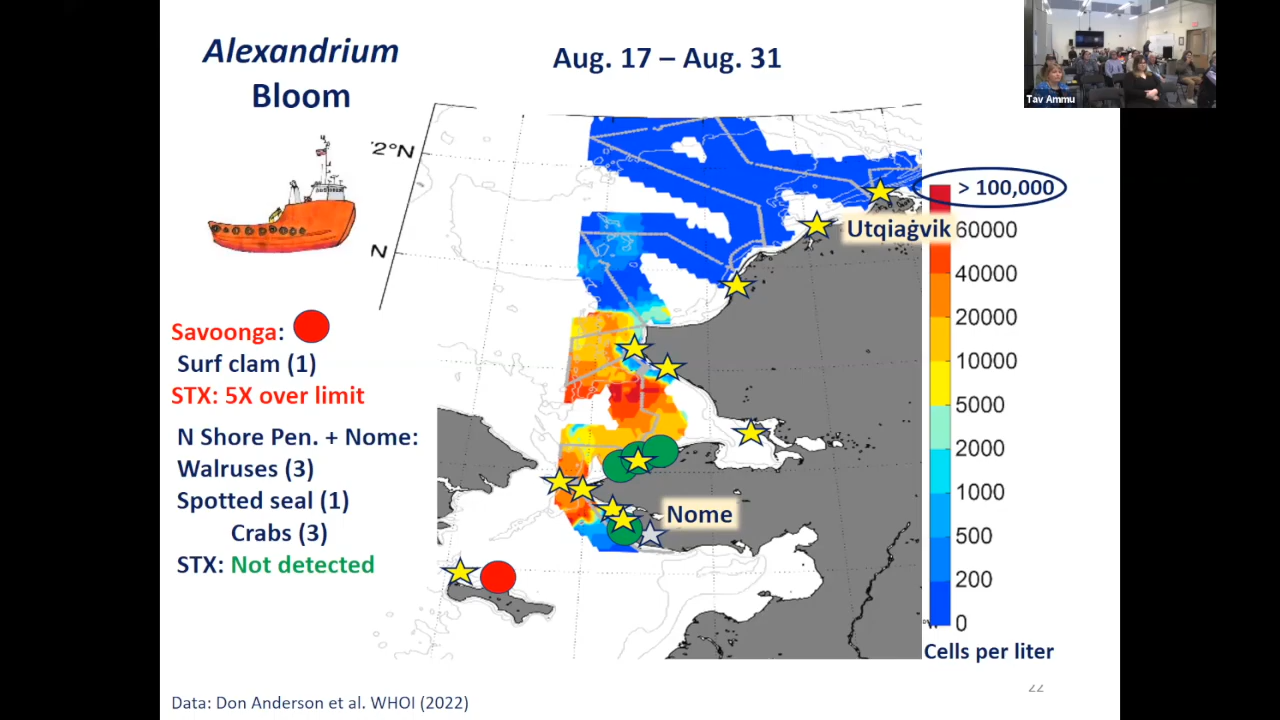 Alexandrium
Bloom
Aug. 17 – Aug. 31
Tav Ammu
2°N
N
> 100,000
60000
40000
20000
10000
5000
2000
1000
500
200
0
Cells per liter
Utqiaġvik
Nome
Savoonga:
Surf clam (1)
STX: 5X over limit
N Shore Pen. + Nome:
Walruses (3)
Spotted seal (1)
Crabs (3)
STX: Not detected
Data: Don Anderson et al. WHOI (2022)
22